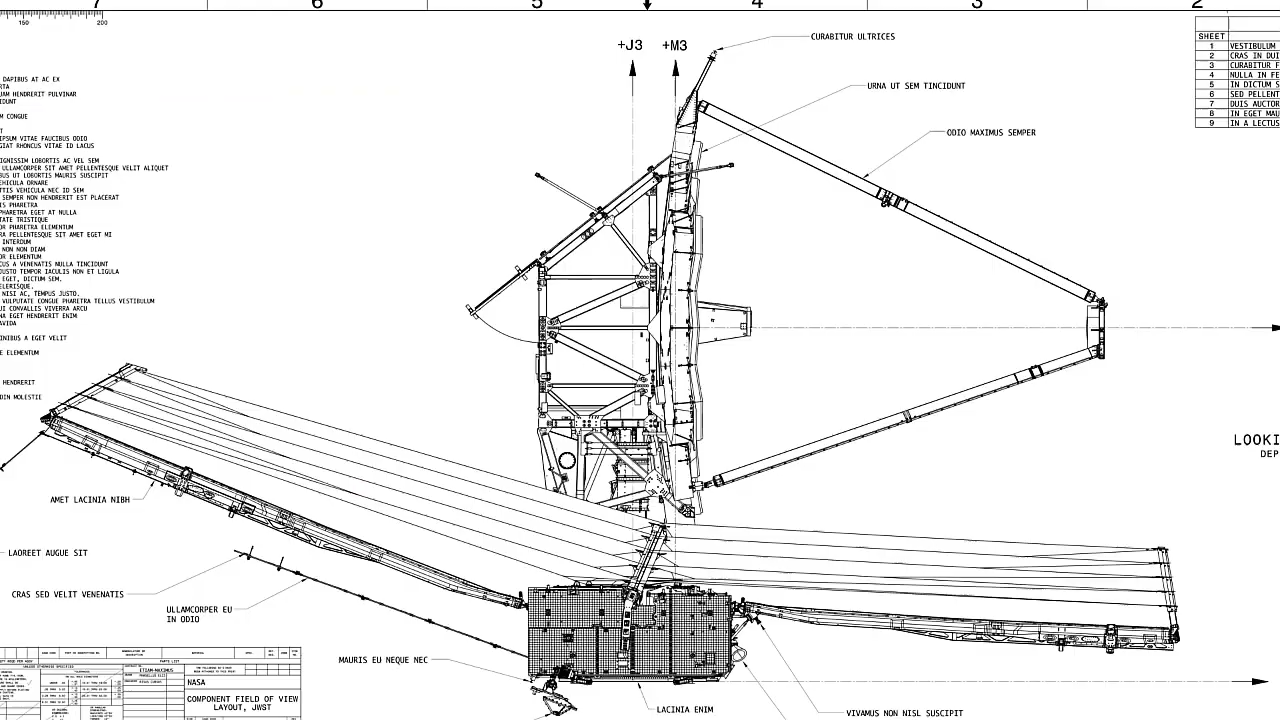 7 6 5 4 3 2
150 200
+J3 +M3
CURABITUR ULTRICES
URNA UT SEM TINCIDUNT
ODIO MAXIMUS SEMPER
SHEET
1 VESTIBULUM
2 CRAS IN DUI
3 CURABITUR F
4 NULLA IN FE
5 IN DICTUM S
6 SED PELLENT
7 DUIS AUCTOR
8 IN EGET MAU
9 IN A LECTUS
DAPIBUS AT AC EX
RTA
UAM HENDRERIT PULVINAR
IDUNT
M CONGUE
T
IPSUM VITAE FAUCIBUS ODIO
GIAT RHONCUS VITAE ID LACUS
IGNISSIM LOBORTIS AC VEL SEM
ULLAMCORPER SIT AMET PELLENTESQUE VELIT ALIQUET
BUS UT LOBORTIS MAURIS SUSCIPIT
EHICULA ORNARE
TTIS VEHICULA NEC ID SEM
SEMPER NON HENDRERIT EST PLACERAT
IS PHARETRA
PHARETRA EGET AT NULLA
TATE TRISTIQUE
OR PHARETRA ELEMENTUM
RA PELLENTESQUE SIT AMET EGET MI
INTERDUM
NON NON DIAM
OR ELEMENTUM
CUS A VENENATIS NULLA TINCIDUNT
JUSTO TEMPOR IACULIS NON ET LIGULA
EGET, DICTUM SEM.
ELERISQUE.
NISI AC, TEMPUS JUSTO.
VULPUTATE CONGUE PHARETRA TELLUS VESTIBULUM
UI CONVALLIS VIVERRA ARCU
NA EGET HENDRERIT ENIM
AVIDA
INIBUS A EGET VELIT
E ELEMENTUM
HENDRERIT
DIN MOLESTIE
LOOKI
DEP
AMET LACINIA NIBH
LAOREET AUGUE SIT
CRAS SED VELIT VENENATIS
ULLAMCORPER EU
IN ODIO
MAURIS EU NEQUE NEC
LACINIA ENIM
VIVAMUS NON NISL SUSCIPIT
PARTS LIST
ETIAM-MAXIMUS
NASA
COMPONENT FIELD OF VIEW
LAYOUT, JWST